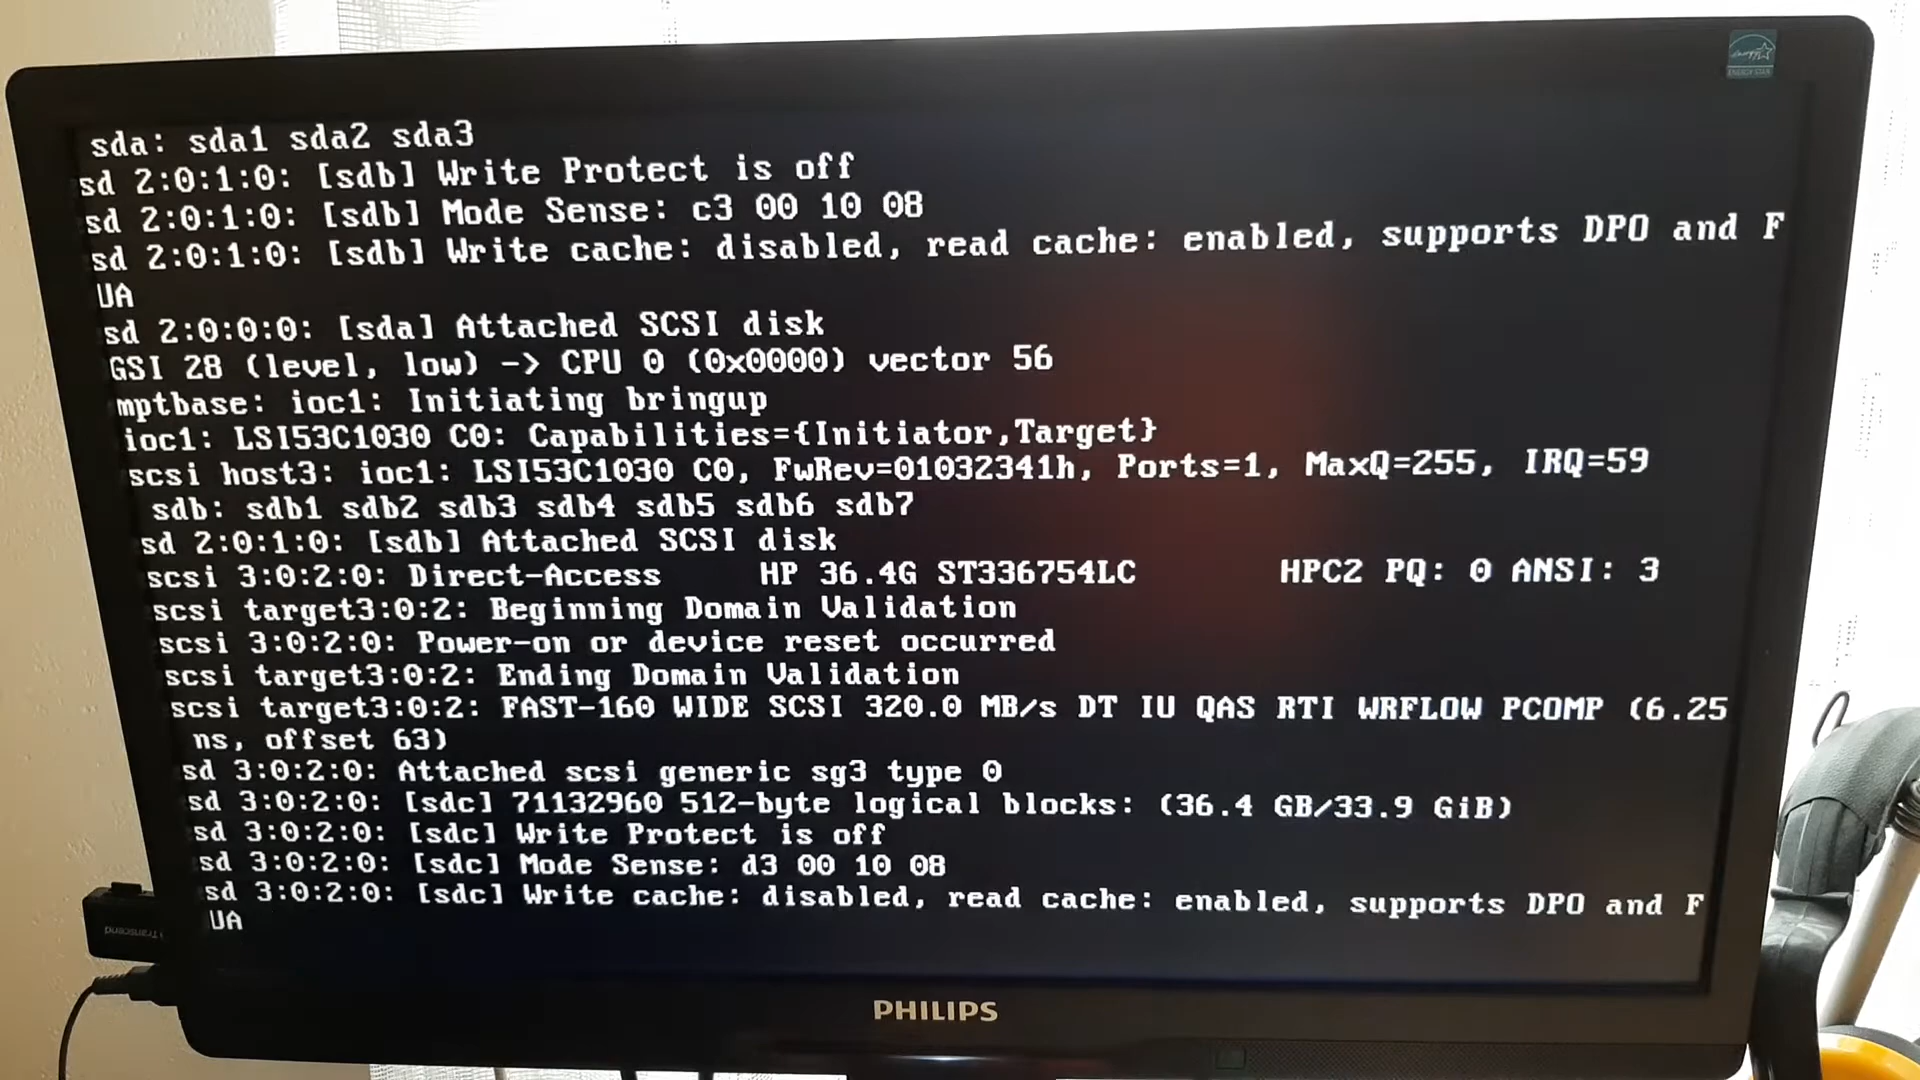 ENERGY STAR
sda: sda1 sda2 sda3
sd 2:0:1:0: [sdb] Write Protect is off
sd 2:0:1:0: [sdb] Mode Sense: c3 00 10 08
sd 2:0:1:0: [sdb] Write cache: disabled, read cache: enabled, supports DPO and F
UA
sd 2:0:0:0: [sda] Attached SCSI disk
GSI 28 (level, low) -> CPU 0 (0x0000) vector 56
mptbase: ioc1: Initiating bringup
ioc1: LSI53C1030 C0: Capabilities={Initiator,Target}
scsi host3: ioc1: LSI53C1030 C0, FwRev=01032341h, Ports=1, MaxQ=255, IRQ=59
sdb: sdb1 sdb2 sdb3 sdb4 sdb5 sdb6 sdb7
sd 2:0:1:0: [sdb] Attached SCSI disk
scsi 3:0:2:0: Direct-Access HP 36.4G ST336754LC HPC2 PQ: 0 ANSI: 3
scsi target3:0:2: Beginning Domain Validation
scsi 3:0:2:0: Power-on or device reset occurred
scsi target3:0:2: Ending Domain Validation
scsi target3:0:2: FAST-160 WIDE SCSI 320.0 MB/s DT IU QAS RTI WRFLOW PCOMP (6.25
ns, offset 63)
sd 3:0:2:0: Attached scsi generic sg3 type 0
sd 3:0:2:0: [sdc] 71132960 512-byte logical blocks: (36.4 GB/33.9 GiB)
sd 3:0:2:0: [sdc] Write Protect is off
sd 3:0:2:0: [sdc] Mode Sense: d3 00 10 08
sd 3:0:2:0: [sdc] Write cache: disabled, read cache: enabled, supports DPO and F
UA
Transcend
PHILIPS